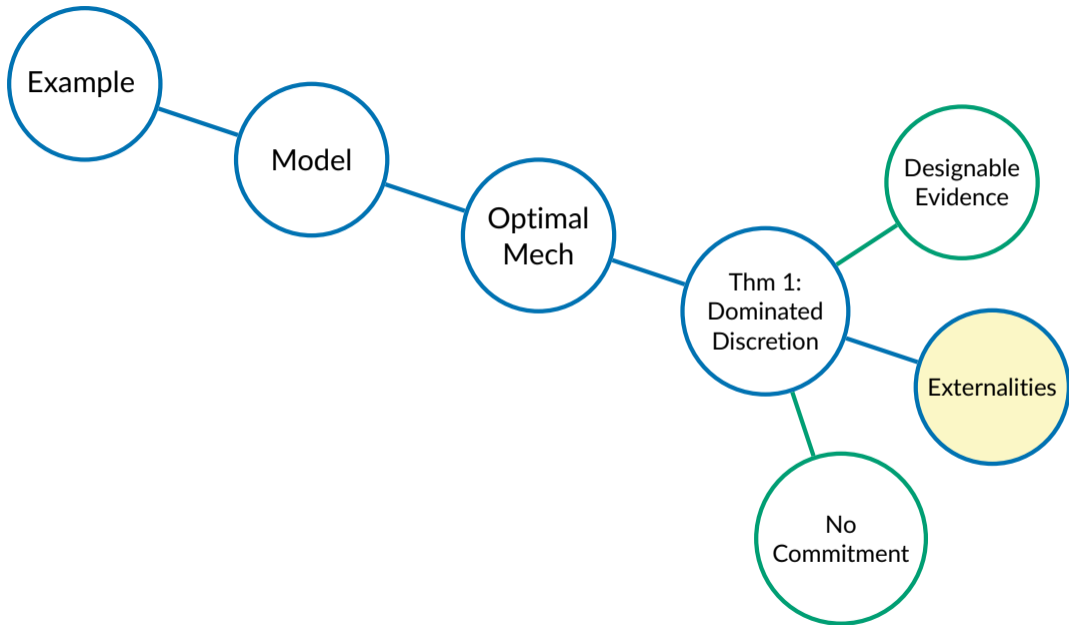 Example
Model
Optimal
Mech
Thm 1:
Dominated
Discretion
Designable
Evidence
Externalities
No
Commitment